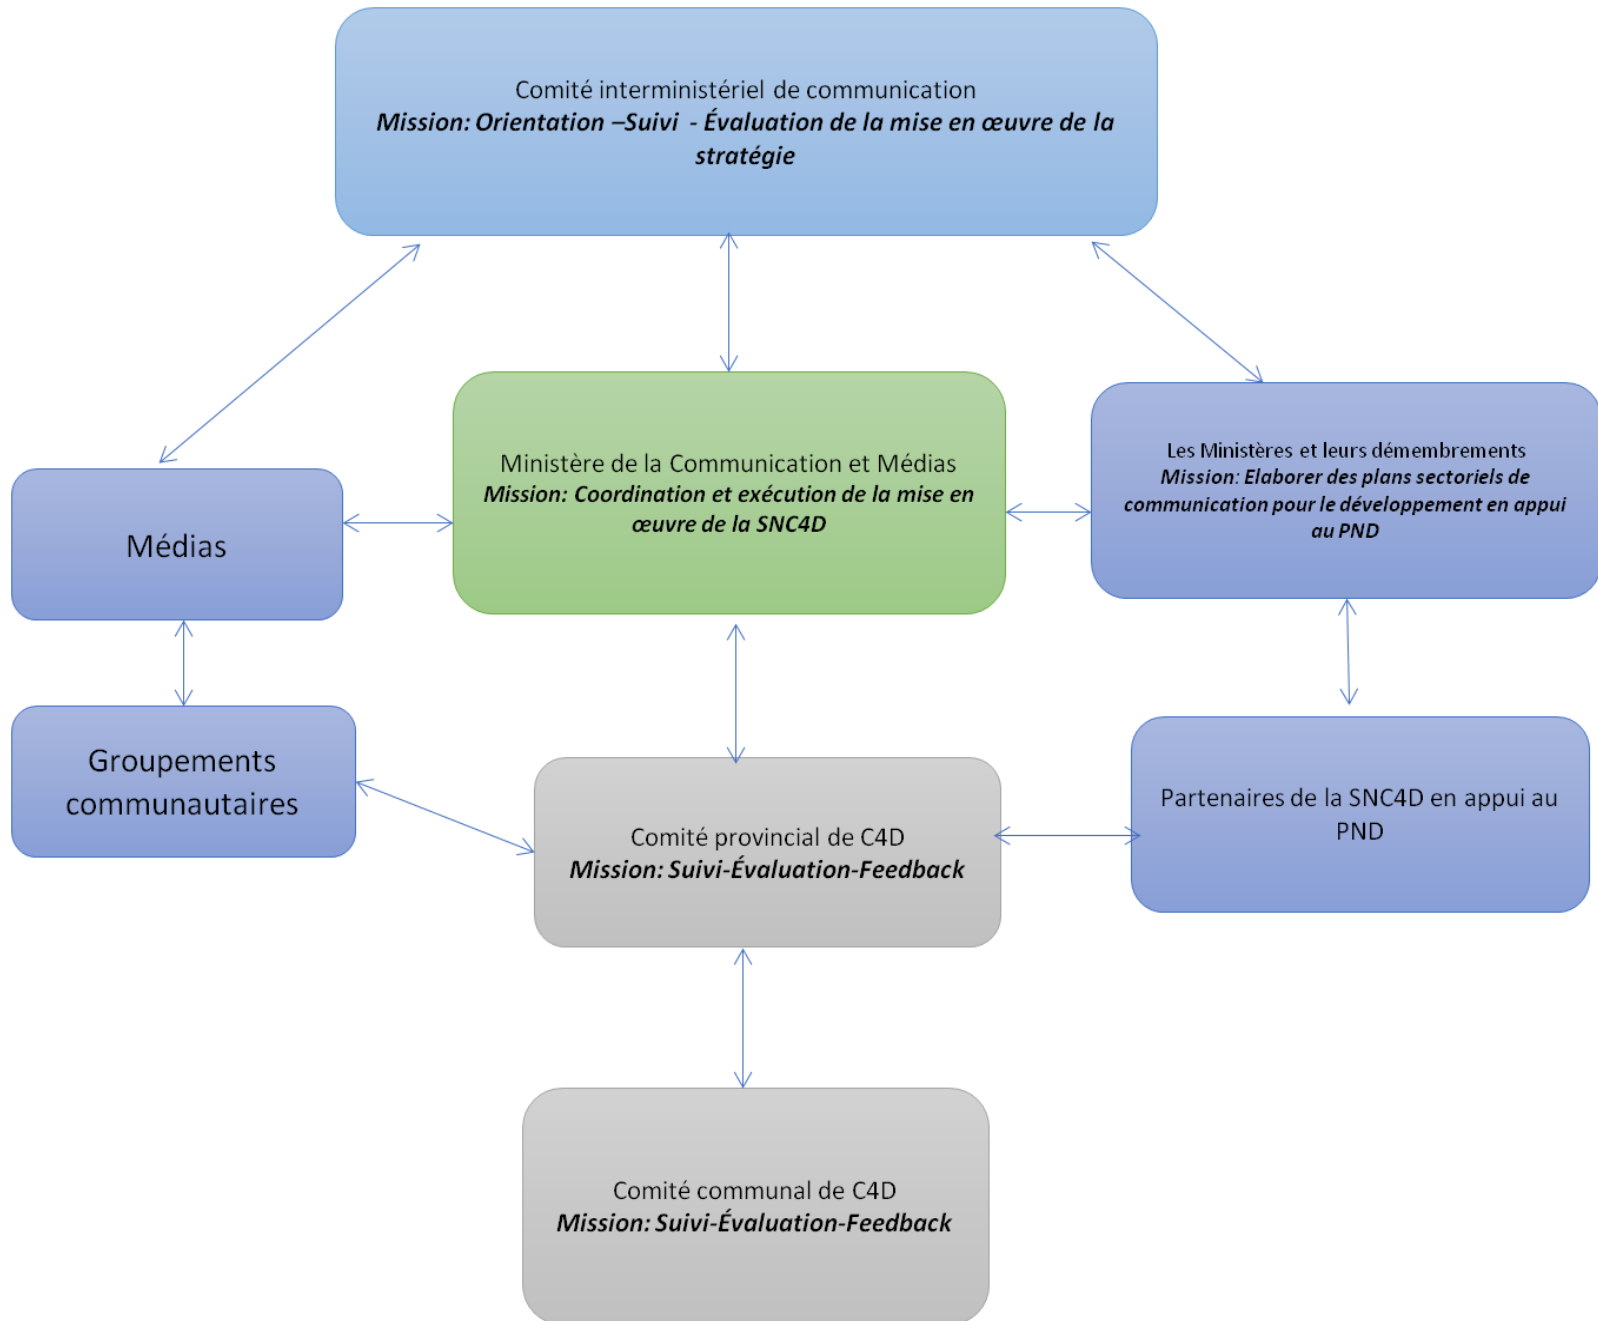 Comité interministériel de communication
Mission: Orientation –Suivi - Évaluation de la mise en œuvre de la
stratégie
Ministère de la Communication et Médias
Mission: Coordination et exécution de la mise en
œuvre de la SNC4D
Les Ministères et leurs démembrements
Mission: Elaborer des plans sectoriels de
communication pour le développement en appui
au PND
Médias
Groupements
communautaires
Comité provincial de C4D
Mission: Suivi-Évaluation-Feedback
Partenaires de la SNC4D en appui au
PND
Comité communal de C4D
Mission: Suivi-Évaluation-Feedback